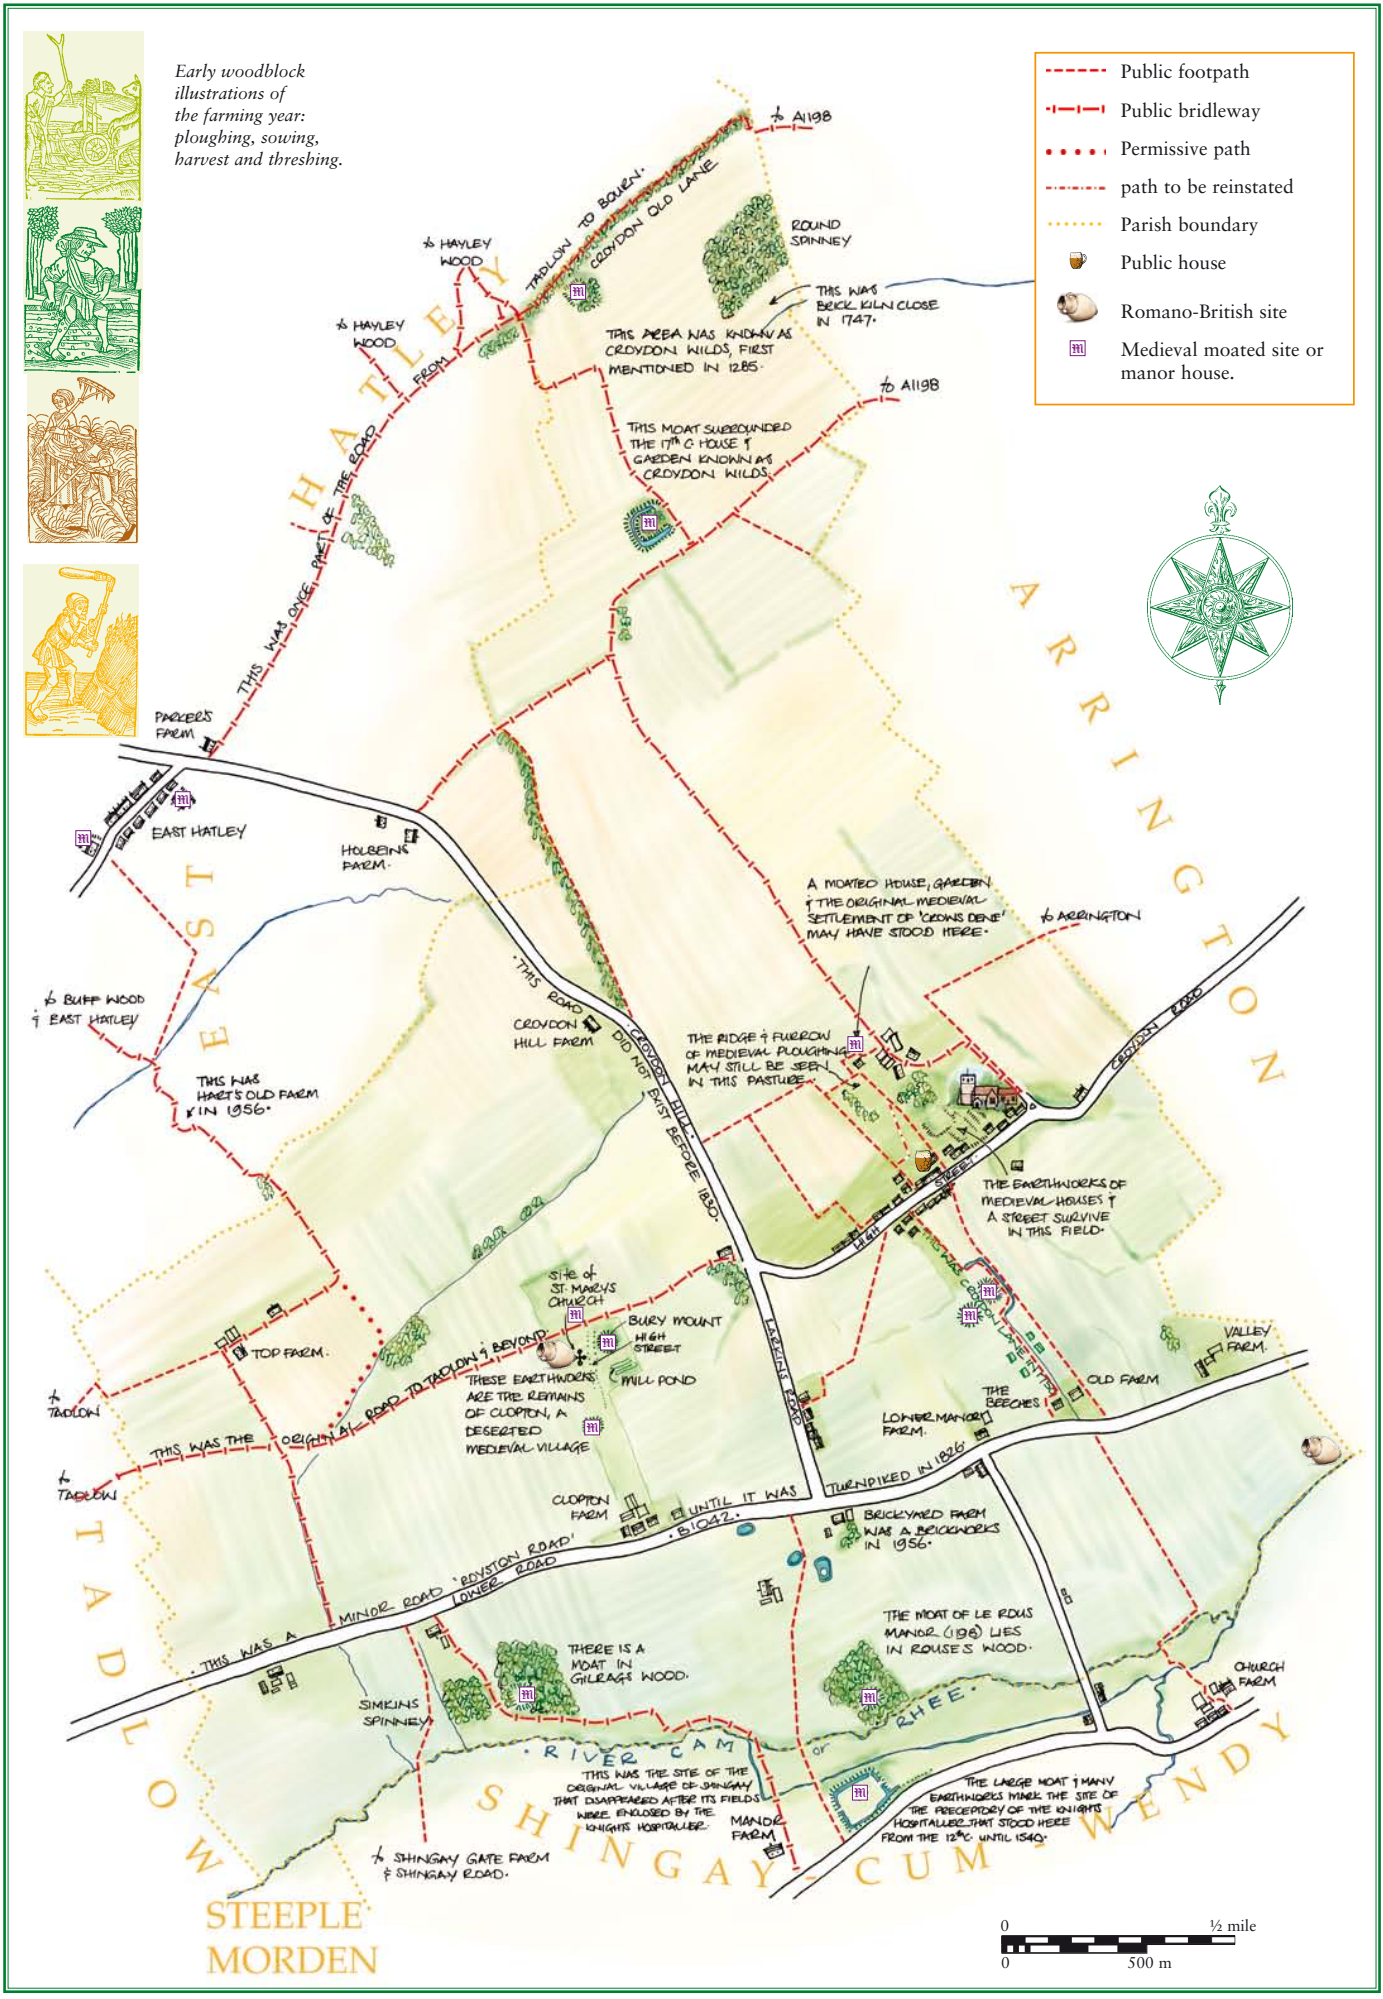 Early woodblock
illustrations of
the farming year:
ploughing, sowing,
harvest and threshing.
Public footpath
Public bridleway
Permissive path
path to be reinstated
Parish boundary
Public house
Romano-British site
Medieval moated site or
manor house.
to A1198
TADLOW TO BOURN.
CROYDON OLD LANE
ROUND
SPINNEY
to HAYLEY
WOOD
to HAYLEY
WOOD
THIS WAS
BRICK KILN CLOSE
IN 1747.
THIS AREA WAS KNOWN AS
CROYDON WILDS, FIRST
MENTIONED IN 1285.
to A1198
THIS MOAT SURROUNDED
THE 17th C HOUSE &
GARDEN KNOWN AS
CROYDON WILDS.
THIS WAS ONCE PART OF THE ROAD FROM
EAST HATLEY
ARRINGTON
PARKER'S
FARM
EAST HATLEY
HOLBEINS
FARM.
A MOATED HOUSE, GARDEN
& THE ORIGINAL MEDIEVAL
SETTLEMENT OF 'CROWS DENE'
MAY HAVE STOOD HERE.
to ARRINGTON
CROYDON ROAD
to BUFF WOOD
& EAST HATLEY
CROYDON
HILL FARM
THIS ROAD DID NOT EXIST BEFORE 1830.
CROYDON HILL.
THE RIDGE & FURROW
OF MEDIEVAL PLOUGHING
MAY STILL BE SEEN
IN THIS PASTURE.
THIS WAS
HART'S OLD FARM
IN 1956.
HIGH STREET
THE EARTHWORKS OF
MEDIEVAL HOUSES &
A STREET SURVIVE
IN THIS FIELD.
THIS WAS CROYDON LANE
Site of
ST. MARYS
CHURCH
BURY MOUNT
HIGH
STREET
MILL POND
TOP FARM.
THESE EARTHWORKS
ARE THE REMAINS
OF CLOPTON, A
DESERTED
MEDIEVAL VILLAGE
THIS WAS THE ORIGINAL ROAD TO TADLOW & BEYOND
LARKINS ROAD
VALLEY
FARM.
OLD FARM
THE
BEECHES
LOWER MANOR
FARM.
to
TADLOW
to
TADLOW
CLOPTON
FARM
THIS WAS A MINOR ROAD 'ROYSTON ROAD' UNTIL IT WAS TURNPIKED IN 1826.
LOWER ROAD
. B1042.
BRICKYARD FARM
WAS A BRICKWORKS
IN 1956.
THE MOAT OF LE ROUS
MANOR (1198) LIES
IN ROUSES WOOD.
THERE IS A
MOAT IN
GILRAGS WOOD.
SIMKINS
SPINNEY
CHURCH
FARM
. RIVER CAM or RHEE.
THIS WAS THE SITE OF THE
ORIGINAL VILLAGE OF SHINGAY
THAT DISAPPEARED AFTER ITS FIELDS
WERE ENCLOSED BY THE
KNIGHTS HOSPITALLER.
MANOR
FARM
THE LARGE MOAT & MANY
EARTHWORKS MARK THE SITE OF
THE PRECEPTORY OF THE KNIGHTS
HOSPITALLER THAT STOOD HERE
FROM THE 12th C. UNTIL 1540.
to SHINGAY GATE FARM
& SHINGAY ROAD.
TADLOW
SHINGAY-CUM-WENDY
STEEPLE
MORDEN
0 ½ mile
0 500 m